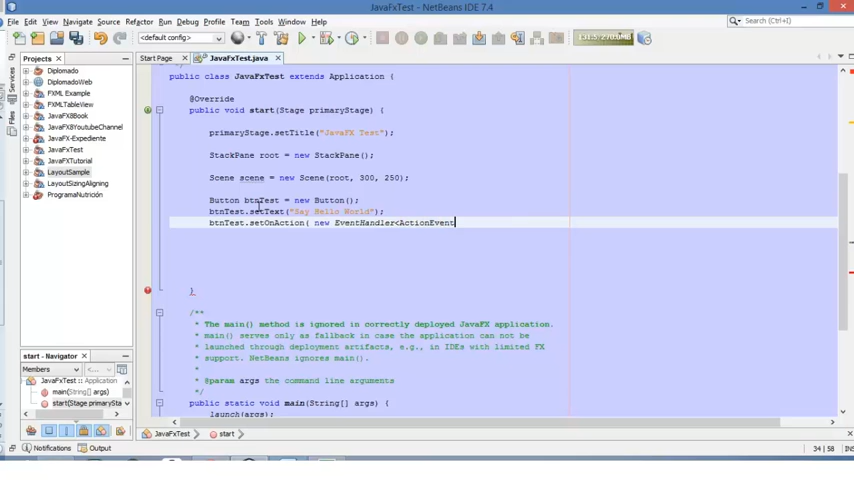 JavaFxTest - NetBeans IDE 7.4
File Edit View Navigate Source Refactor Run Debug Profile Team Tools Window Help
Search (Ctrl+I)
<default config>
Projects
Start Page
JavaFxTest.java
Services
Files
Diplomado
DiplomadoWeb
FXML Example
FXMLTableView
JavaFX8Book
JavaFX8YoutubeChannel
JavaFX-Expediente
JavaFxTest
JavaFXTutorial
LayoutSample
LayoutSizingAligning
ProgramaNutrición
public class JavaFxTest extends Application {
@Override
public void start(Stage primaryStage) {
primaryStage.setTitle("JavaFX Test");
StackPane root = new StackPane();
Scene scene = new Scene(root, 300, 250);
Button btnTest = new Button();
btnTest.setText("Say Hello World");
btnTest.setOnAction( new EventHandler<ActionEvent
}
/**
* The main() method is ignored in correctly deployed JavaFX application.
* main() serves only as fallback in case the application can not be
* launched through deployment artifacts, e.g., in IDEs with limited FX
* support. NetBeans ignores main().
*
* @param args the command line arguments
*/
public static void main(String[] args) {
launch(args);
start - Navigator
Members
JavaFxTest :: Application
main(String[] args)
start(Stage primarySta
JavaFxTest
start
Notifications
Output
34 | 58
INS